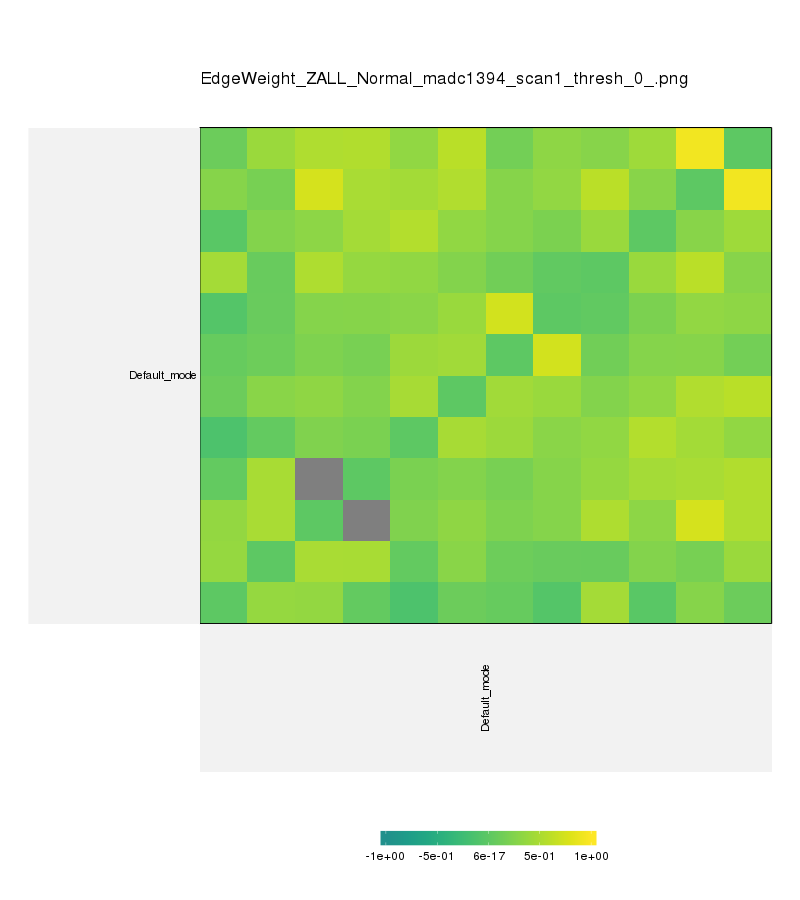 EdgeWeight_ZALL_Normal_madc1394_scan1_thresh_0_.png
Default_mode
Default_mode
-1e+00 -5e-01 6e-17 5e-01 1e+00